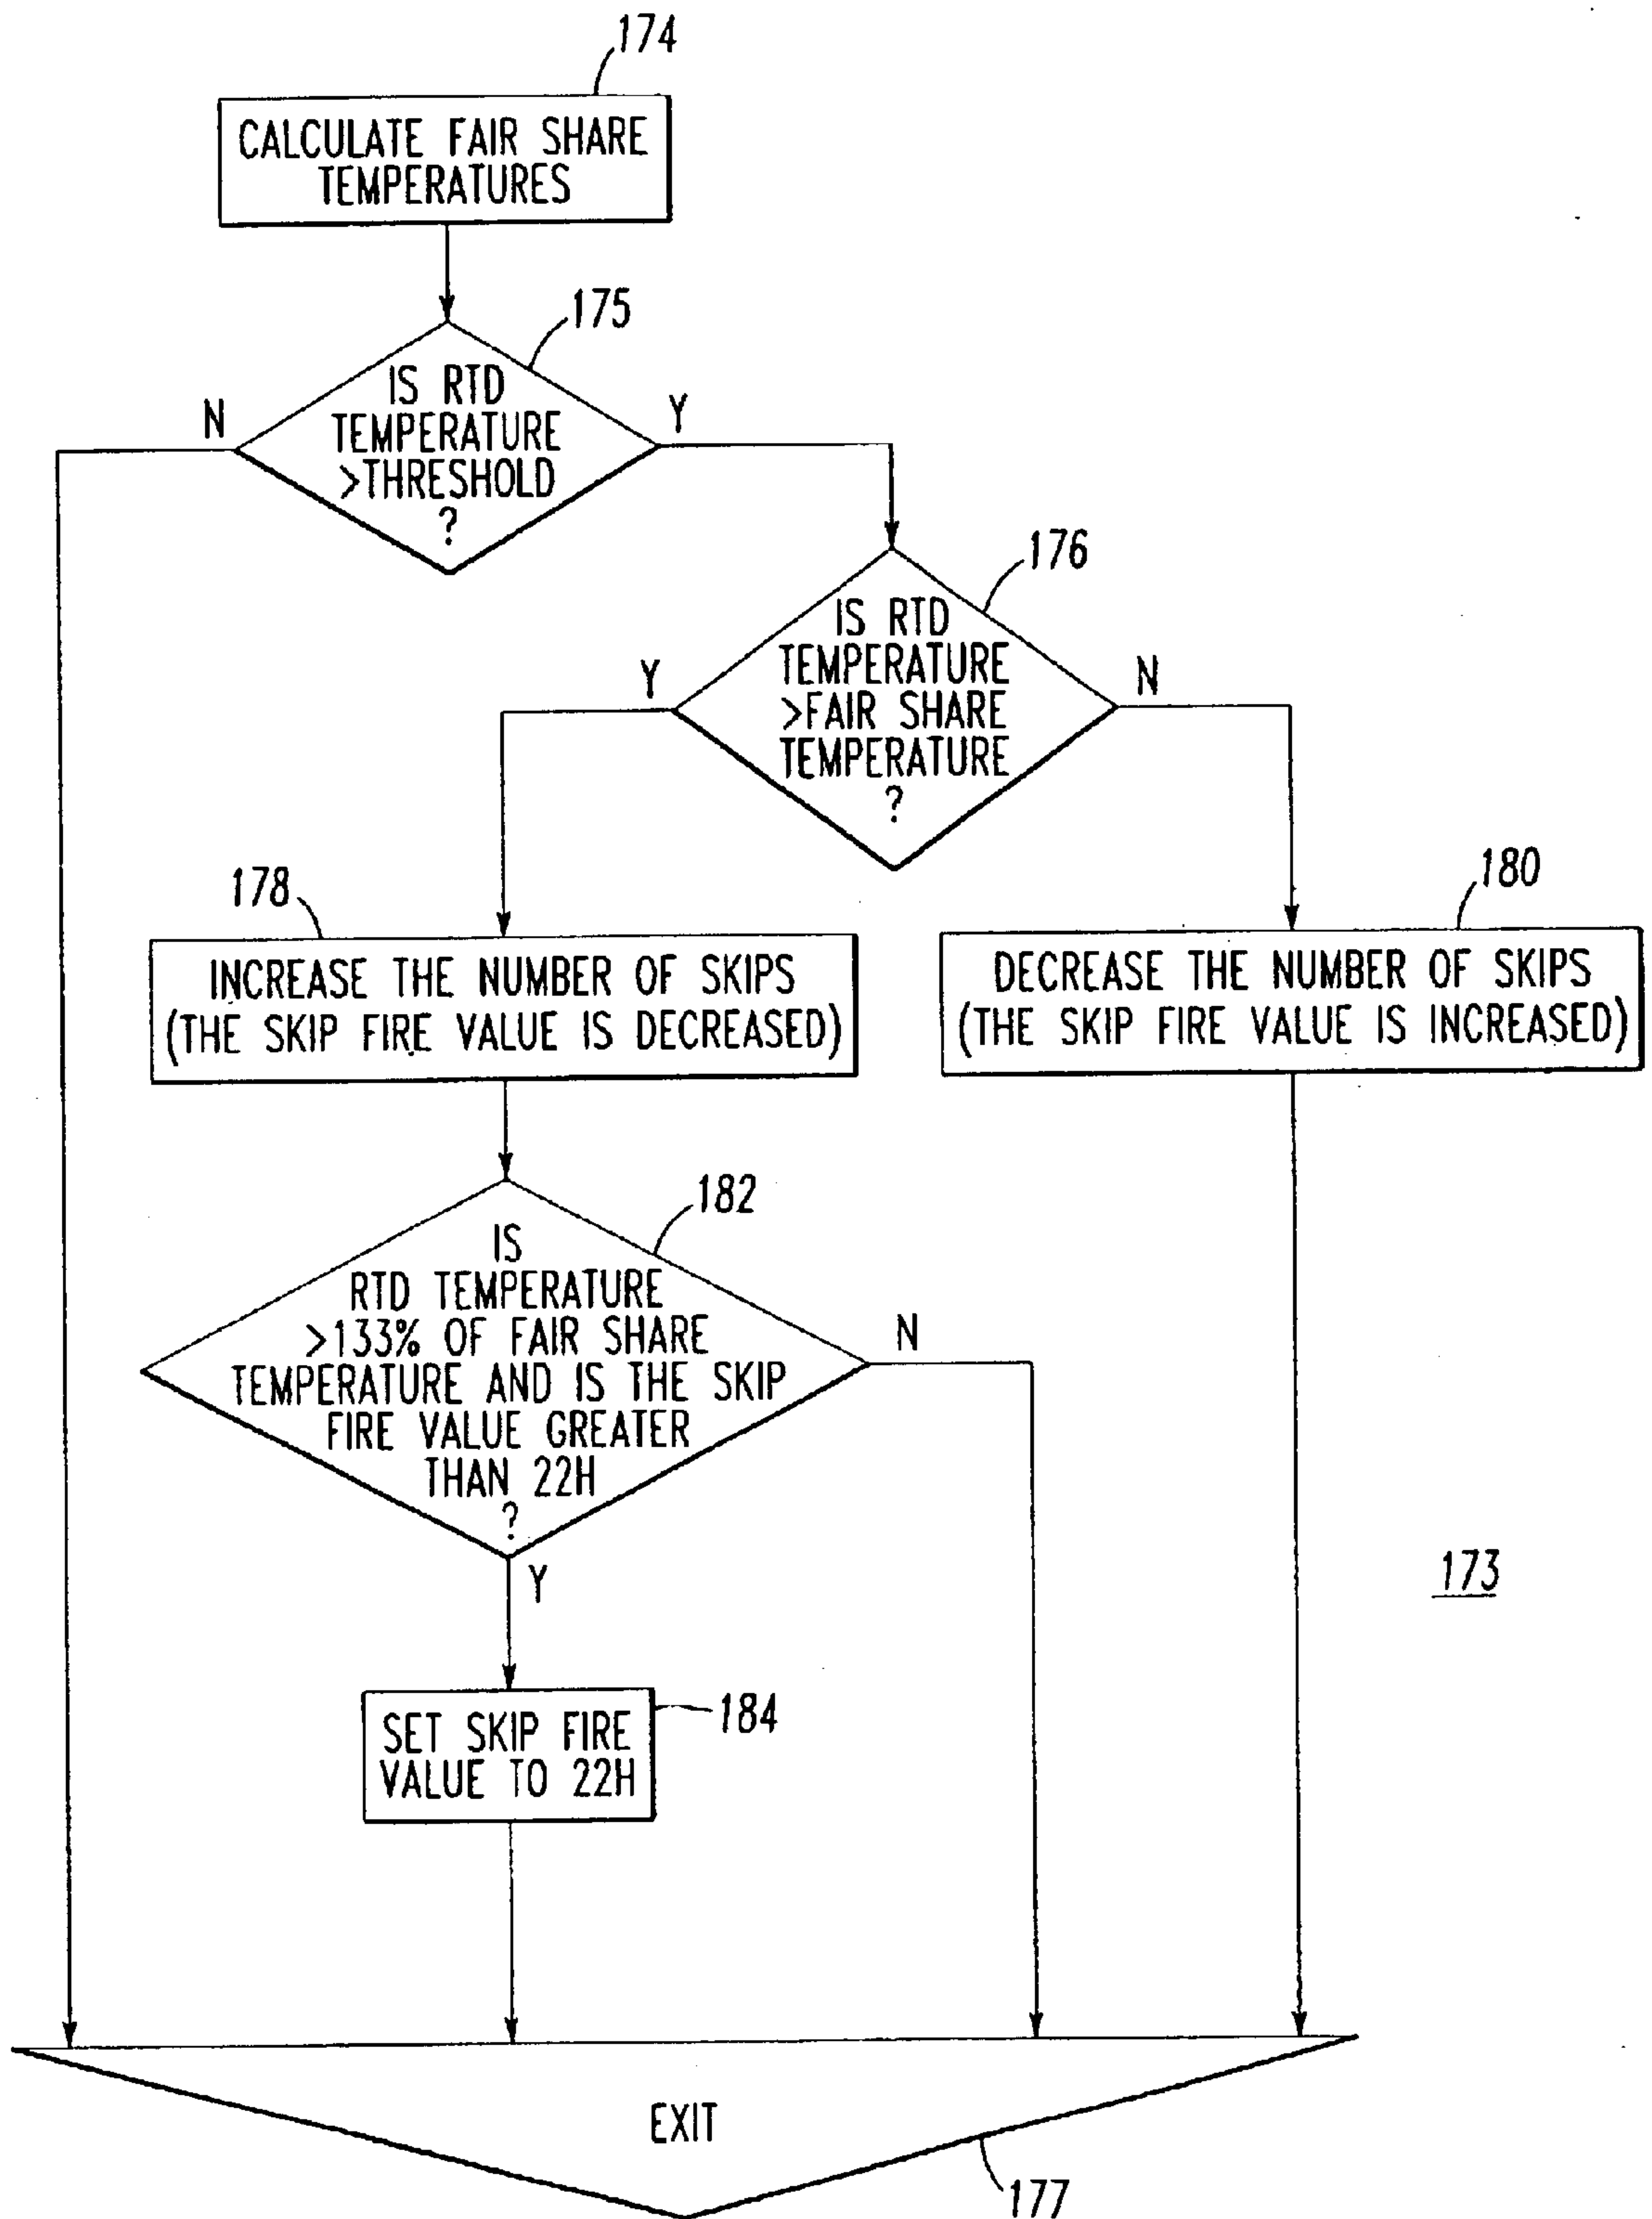 174
CALCULATE FAIR SHARE
TEMPERATURES
175
IS RTD
TEMPERATURE
>THRESHOLD
?
N
Y
176
IS RTD
TEMPERATURE
>FAIR SHARE
TEMPERATURE
?
Y
N
178
INCREASE THE NUMBER OF SKIPS
(THE SKIP FIRE VALUE IS DECREASED)
180
DECREASE THE NUMBER OF SKIPS
(THE SKIP FIRE VALUE IS INCREASED)
182
IS
RTD TEMPERATURE
>133% OF FAIR SHARE
TEMPERATURE AND IS THE SKIP
FIRE VALUE GREATER
THAN 22H
?
N
Y
173
184
SET SKIP FIRE
VALUE TO 22H
EXIT
177